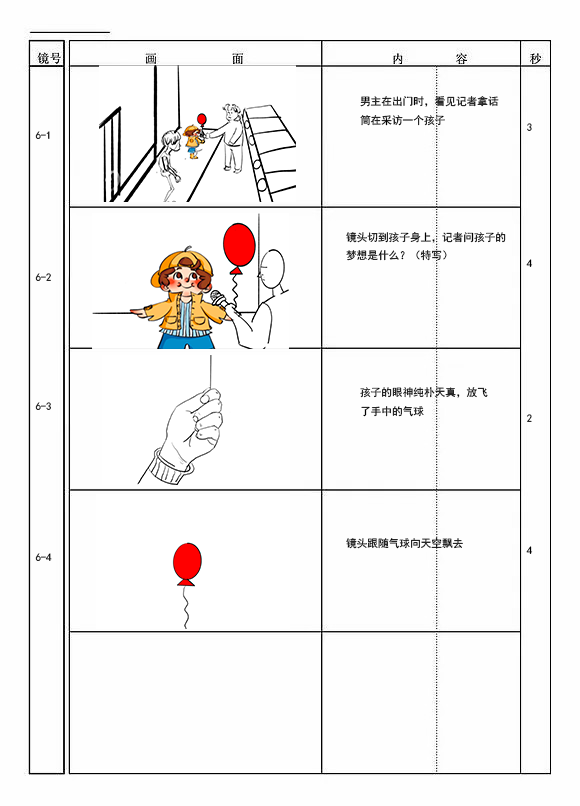 镜号 画 面 内 容 秒
6-1
男主在出门时，看见记者拿话
筒在采访一个孩子
3
6-2
镜头切到孩子身上，记者问孩子的
梦想是什么？（特写）
4
6-3
孩子的眼神纯朴天真，放飞
了手中的气球
2
6-4
镜头跟随气球向天空飘去
4